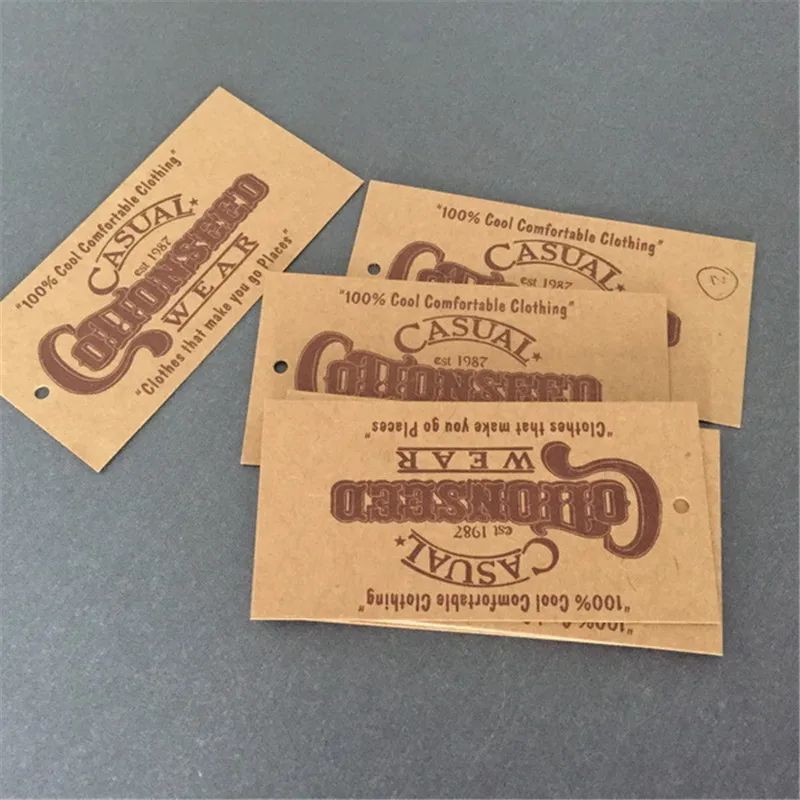 "100% Cool Comfortable Clothing"
CASUAL
est 1987
COTTONSEED
WEAR
"Clothes that make you go Places"
"100% Cool Comfortable Clothing"
CASUAL
est 1987
"100% Cool Comfortable Clothing"
CASUAL
est 1987
COTTONSEED
"100% Cool Comfortable Clothing"
CASUAL
est 1987
COTTONSEED
WEAR
"Clothes that make you go Places"
"100%